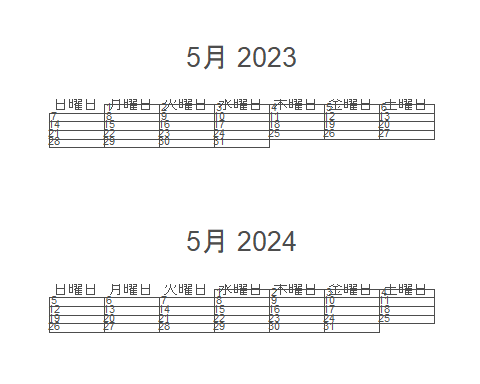 5月 2023
日曜日 月曜日 火曜日 水曜日 木曜日 金曜日 土曜日
1 2 3 4 5 6
7 8 9 10 11 12 13
14 15 16 17 18 19 20
21 22 23 24 25 26 27
28 29 30 31
5月 2024
日曜日 月曜日 火曜日 水曜日 木曜日 金曜日 土曜日
1 2 3 4
5 6 7 8 9 10 11
12 13 14 15 16 17 18
19 20 21 22 23 24 25
26 27 28 29 30 31